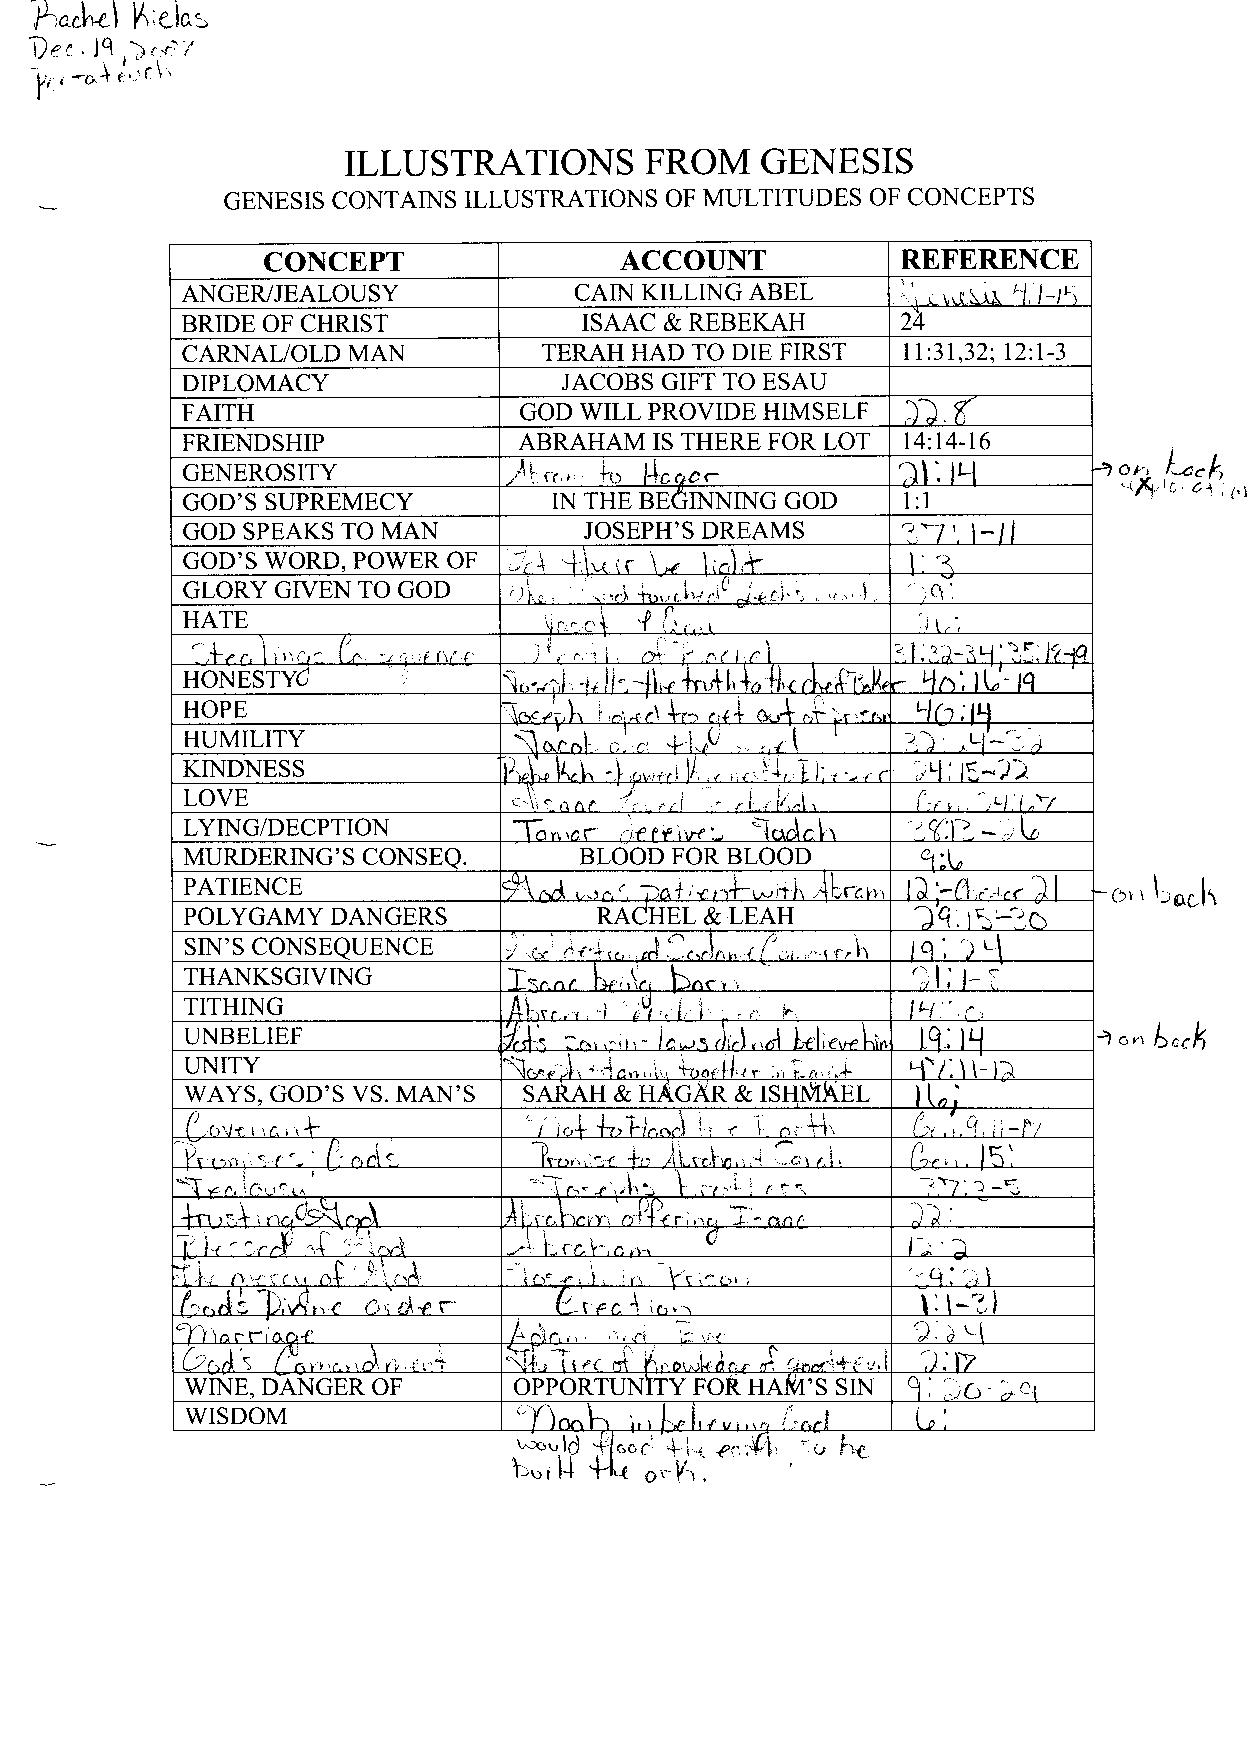 Rachel Kielas
Dec. 19, 2007
ILLUSTRATIONS FROM GENESIS
GENESIS CONTAINS ILLUSTRATIONS OF MULTITUDES OF CONCEPTS
CONCEPT ACCOUNT REFERENCE
ANGER/JEALOUSY CAIN KILLING ABEL Genesis 4:1-15
BRIDE OF CHRIST ISAAC & REBEKAH 24
CARNAL/OLD MAN TERAH HAD TO DIE FIRST 11:31,32; 12:1-3
DIPLOMACY JACOBS GIFT TO ESAU
FAITH GOD WILL PROVIDE HIMSELF 22:8
FRIENDSHIP ABRAHAM IS THERE FOR LOT 14:14-16
GENEROSITY Abram to Hagar 21:14 → on back explanation
GOD'S SUPREMECY IN THE BEGINNING GOD 1:1
GOD SPEAKS TO MAN JOSEPH'S DREAMS 37:1-11
GOD'S WORD, POWER OF Let their be light 1:3
GLORY GIVEN TO GOD When God touched
HATE Jacob & Esau
Stealings Consequence Death of Rachel 31:32-34; 35:18-19
HONESTY Joseph tells the truth to the chef Baker 40:16-19
HOPE Joseph hoped to get out of prison 40:14
HUMILITY Jacob and the angel
KINDNESS Rebekah showed kindness to Eliezer 24:15-22
LOVE Isaac loved Rebekah Gen. 24:67
LYING/DECPTION Tamar deceives Judah 38:13-26
MURDERING'S CONSEQ. BLOOD FOR BLOOD 9:6
PATIENCE God was patient with Abram 12:-Chapter 21 - on back
POLYGAMY DANGERS RACHEL & LEAH 29:15-30
SIN'S CONSEQUENCE God destroyed Sodom & Gomorrah 19:24
THANKSGIVING Isaac being born 21:1-
TITHING Abram
UNBELIEF Lots son-in-laws did not believe him 19:14 → on back
UNITY Joseph & family together in Egypt 47:11-12
WAYS, GOD'S VS. MAN'S SARAH & HAGAR & ISHMAEL 16:
Covenant Not to flood the Earth Gen. 9:11-17
Promises; Gods Promise to Abraham & Sarah Gen. 15:
Jealousy Josephs brothers 37:2-5
trusting God Abraham offering Isaac 22:
Blessed of God Abraham 12:2
The mercy of God Joseph in Prison 39:21
God's Divine order Creation 1:1-31
Marriage Adam and Eve 2:24
God's Comandment The Tree of Knowledge of good & evil 2:17
WINE, DANGER OF OPPORTUNITY FOR HAM'S SIN 9:20-29
WISDOM Noah in believing God 6:
would flood the earth so he
built the ark.